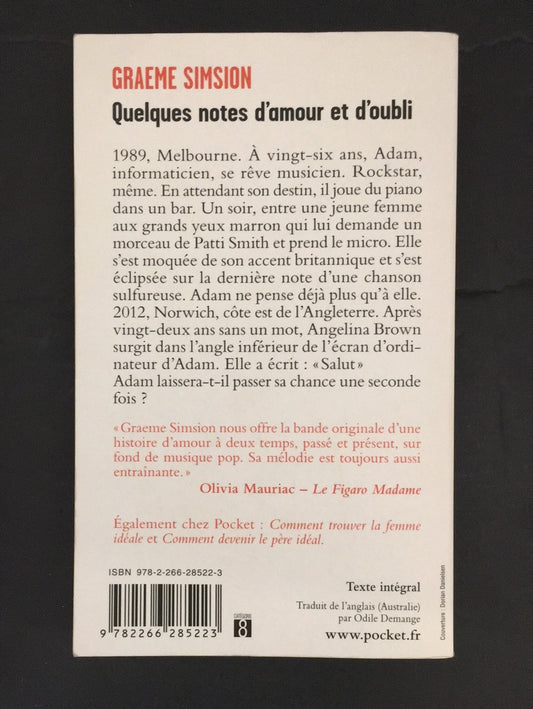 GRAEME SIMSION
Quelques notes d'amour et d'oubli
1989, Melbourne. À vingt-six ans, Adam,
informaticien, se rêve musicien. Rockstar,
même. En attendant son destin, il joue du piano
dans un bar. Un soir, entre une jeune femme
aux grands yeux marron qui lui demande un
morceau de Patti Smith et prend le micro. Elle
s'est moquée de son accent britannique et s'est
éclipsée sur la dernière note d'une chanson
sulfureuse. Adam ne pense déjà plus qu'à elle.
2012, Norwich, côte est de l'Angleterre. Après
vingt-deux ans sans un mot, Angelina Brown
surgit dans l'angle inférieur de l'écran d'ordi-
nateur d'Adam. Elle a écrit : « Salut »
Adam laissera-t-il passer sa chance une seconde
fois ?
« Graeme Simsion nous offre la bande originale d'une
histoire d'amour à deux temps, passé et présent, sur
fond de musique pop. Sa mélodie est toujours aussi
entraînante. »
Olivia Mauriac – Le Figaro Madame
Également chez Pocket : Comment trouver la femme
idéale et Comment devenir le père idéal.
ISBN 978-2-266-28522-3
9 782266 285223
CATÉGORIE
8
Texte intégral
Traduit de l'anglais (Australie)
par Odile Demange
www.pocket.fr
Couverture : Dorian Danielsen